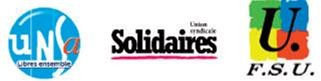 UNSa
Libres ensemble
Union
syndicale
Solidaires
U.
F.S.U.